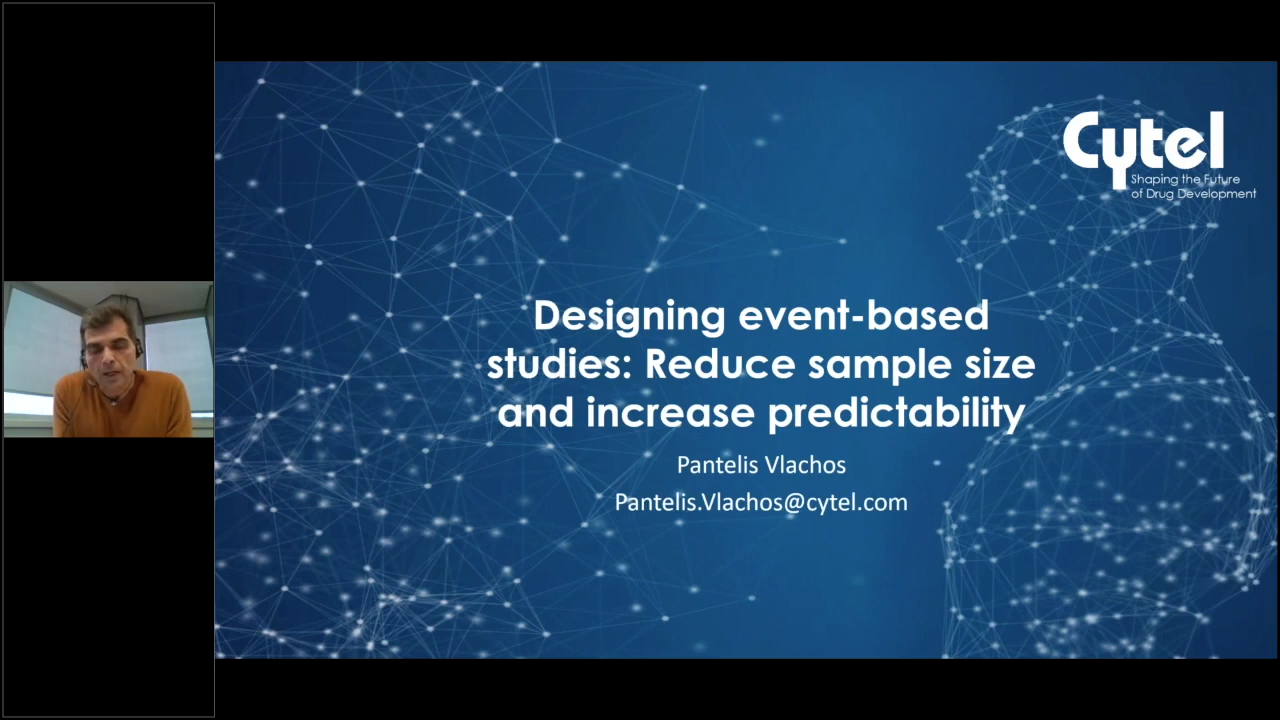 Cytel
Shaping the Future
of Drug Development
Designing event-based
studies: Reduce sample size
and increase predictability
Pantelis Vlachos
Pantelis.Vlachos@cytel.com